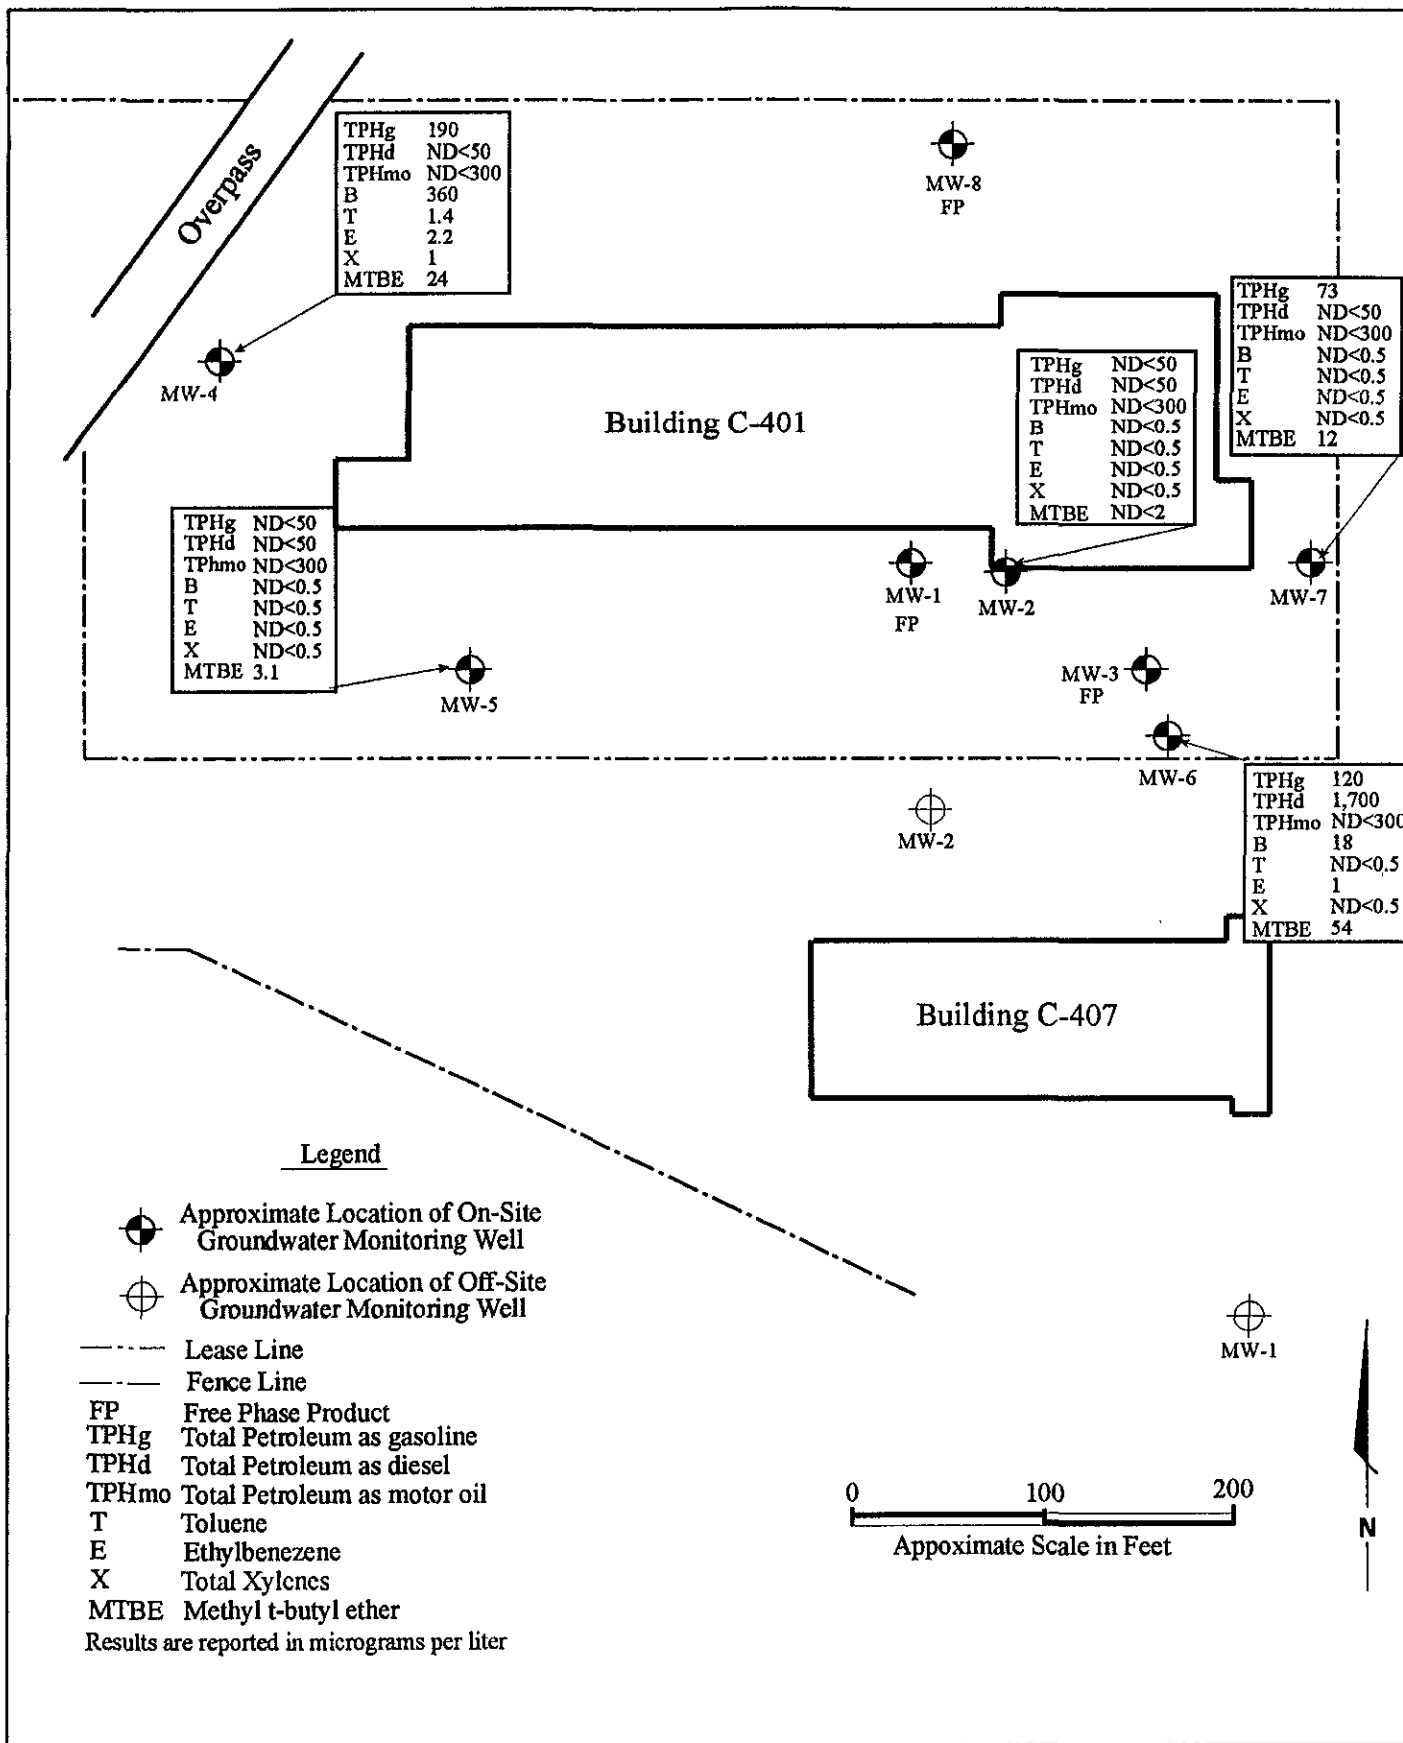 Overpass
TPHg 190
TPHd ND<50
TPHmo ND<300
B 360
T 1.4
E 2.2
X 1
MTBE 24
MW-8
FP
TPHg 73
TPHd ND<50
TPHmo ND<300
B ND<0.5
T ND<0.5
E ND<0.5
X ND<0.5
MTBE 12
MW-4
Building C-401
TPHg ND<50
TPHd ND<50
TPHmo ND<300
B ND<0.5
T ND<0.5
E ND<0.5
X ND<0.5
MTBE ND<2
TPHg ND<50
TPHd ND<50
TPhmo ND<300
B ND<0.5
T ND<0.5
E ND<0.5
X ND<0.5
MTBE 3.1
MW-1
FP
MW-2
MW-7
MW-5
MW-3
FP
MW-6
TPHg 120
TPHd 1,700
TPHmo ND<300
B 18
T ND<0.5
E 1
X ND<0.5
MTBE 54
MW-2
Building C-407
MW-1
Legend
Approximate Location of On-Site
Groundwater Monitoring Well
Approximate Location of Off-Site
Groundwater Monitoring Well
Lease Line
Fence Line
FP Free Phase Product
TPHg Total Petroleum as gasoline
TPHd Total Petroleum as diesel
TPHmo Total Petroleum as motor oil
T Toluene
E Ethylbenezene
X Total Xylenes
MTBE Methyl t-butyl ether
Results are reported in micrograms per liter
0 100 200
Appoximate Scale in Feet
N